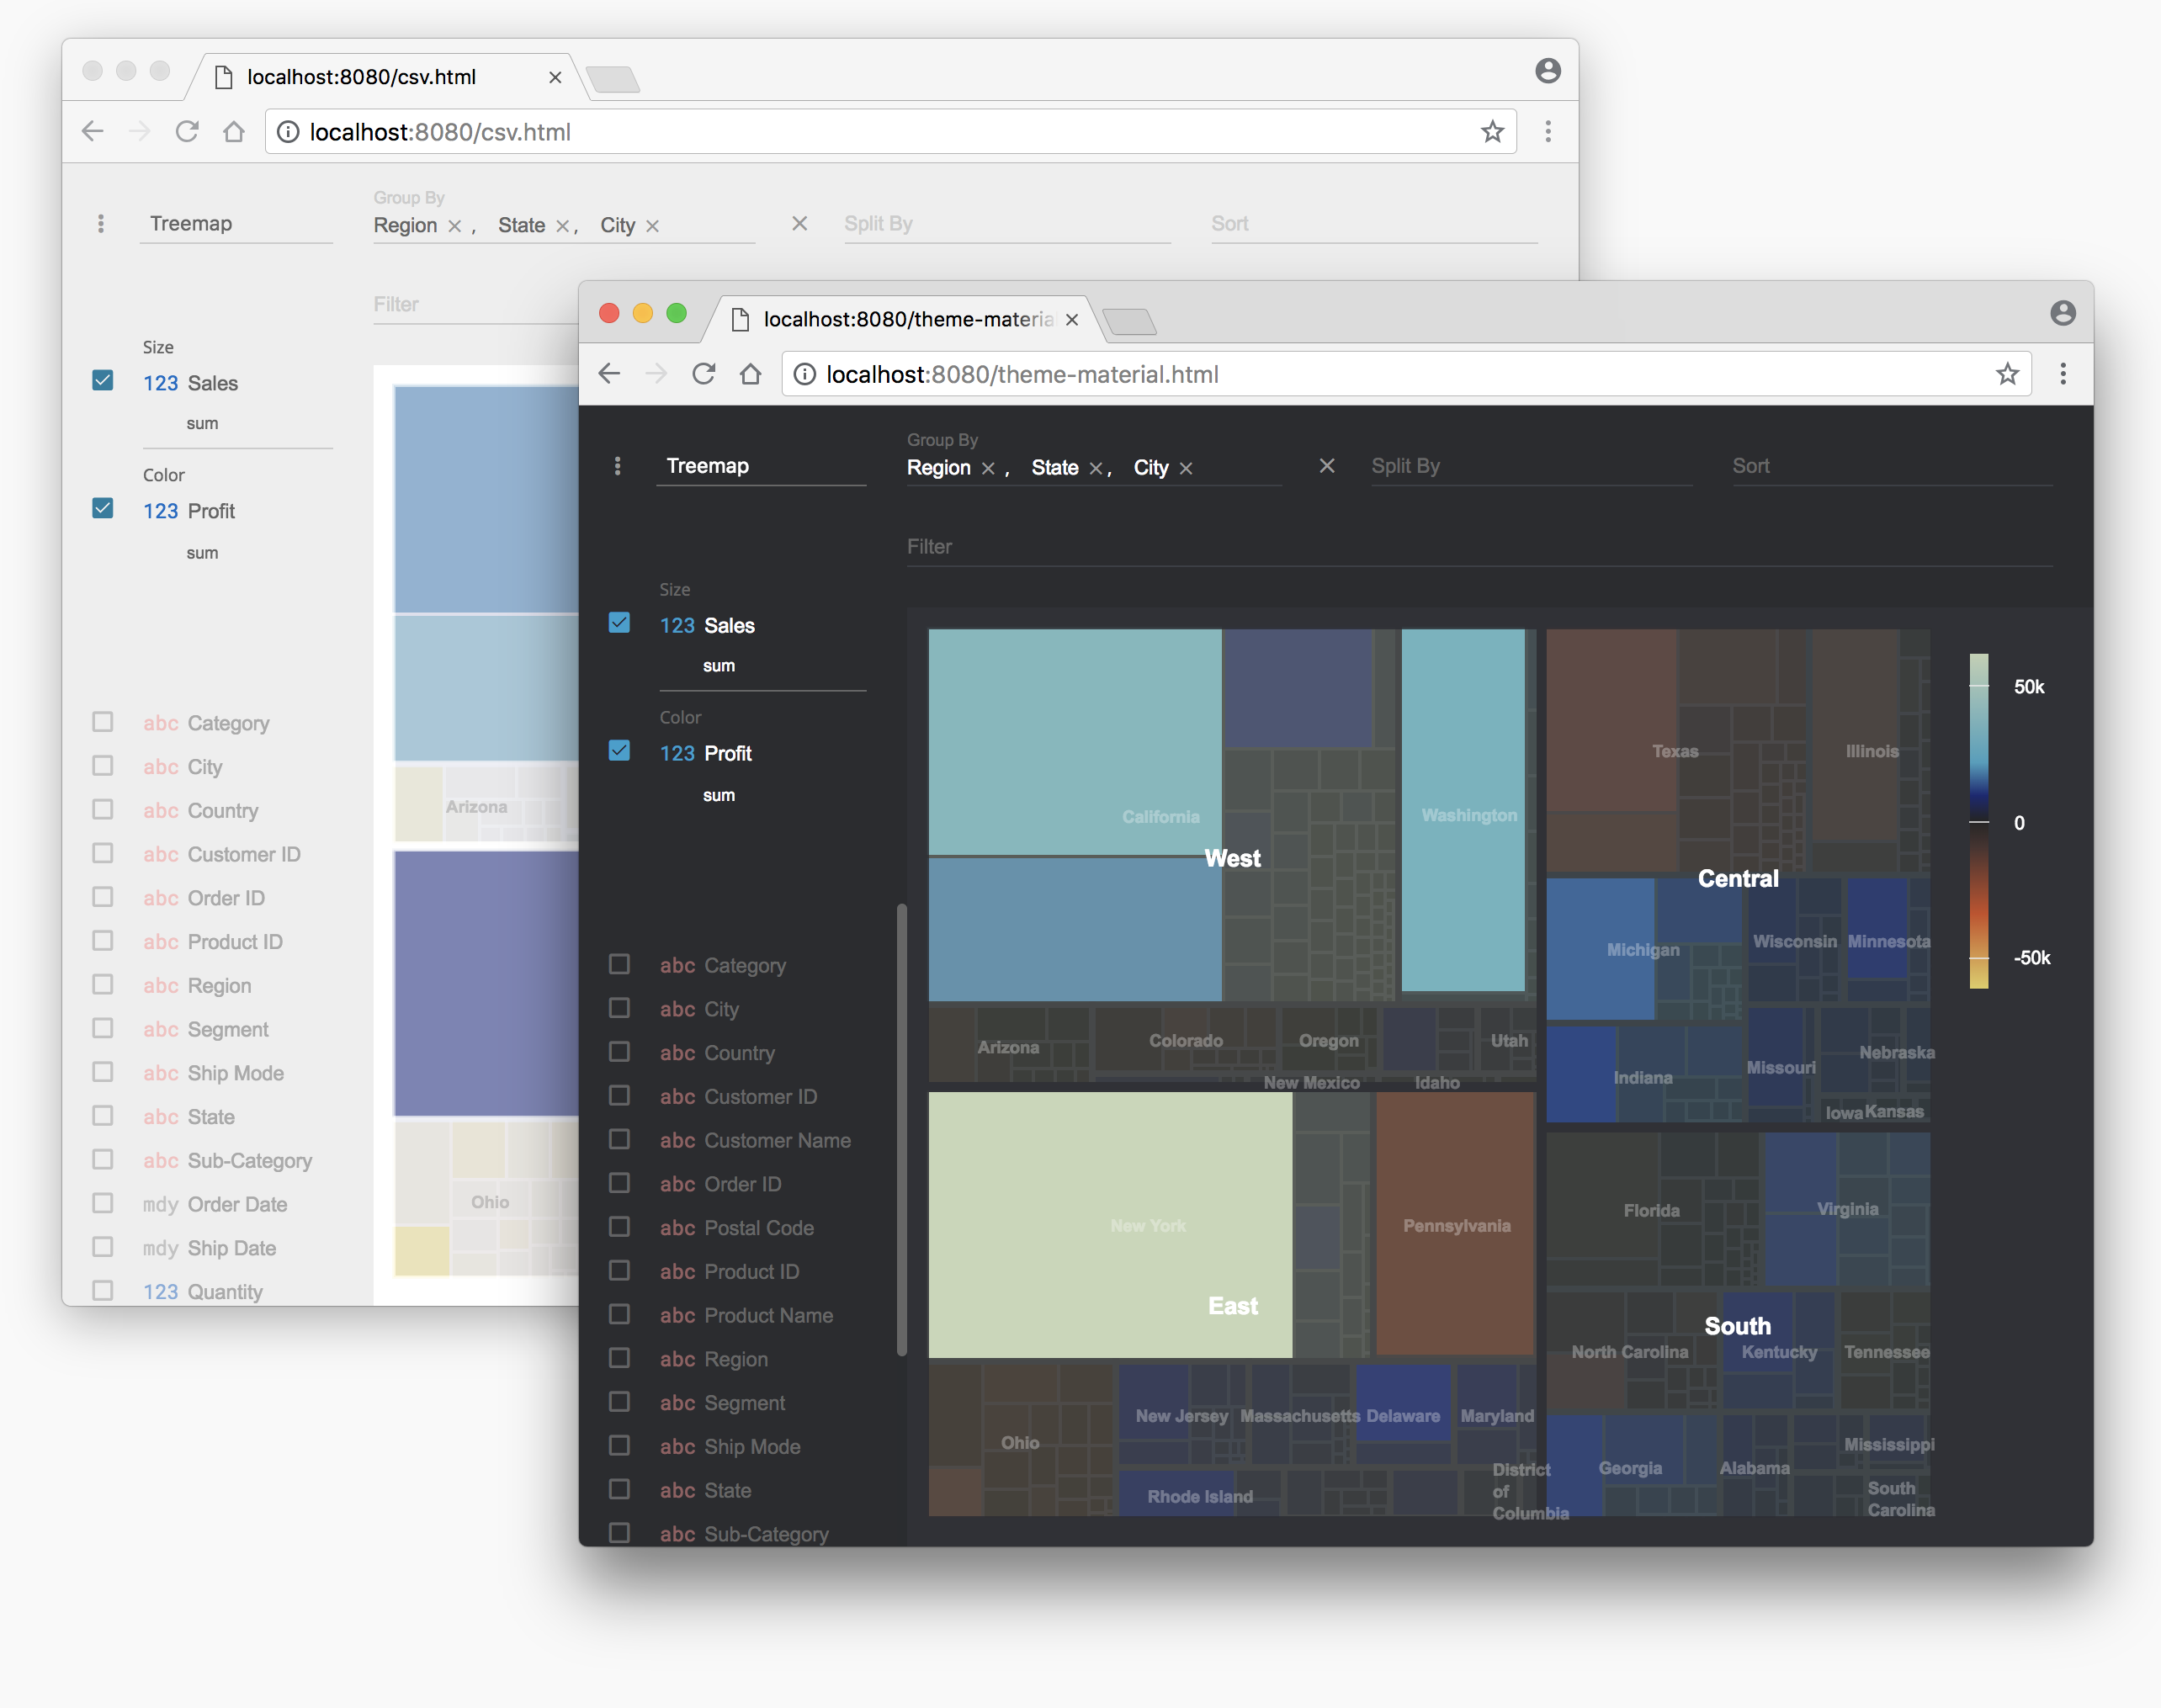 localhost:8080/csv.html
localhost:8080/csv.html
Group By
Treemap
Region × , State × , City ×
Split By
Sort
Filter
Size
123 Sales
sum
Color
123 Profit
sum
abc Category
abc City
abc Country
abc Customer ID
abc Order ID
abc Product ID
abc Region
abc Segment
abc Ship Mode
abc State
abc Sub-Category
mdy Order Date
mdy Ship Date
123 Quantity
Arizona
Ohio
localhost:8080/theme-materia
localhost:8080/theme-material.html
Group By
Treemap
Region × , State × , City ×
Split By
Sort
Filter
Size
123 Sales
sum
Color
123 Profit
sum
abc Category
abc City
abc Country
abc Customer ID
abc Customer Name
abc Order ID
abc Postal Code
abc Product ID
abc Product Name
abc Region
abc Segment
abc Ship Mode
abc State
abc Sub-Category
California
Washington
West
Arizona
Colorado
Oregon
Utah
New Mexico
Idaho
Texas
Illinois
Central
Michigan
Wisconsin
Minnesota
Indiana
Missouri
Nebraska
Iowa
Kansas
New York
Pennsylvania
East
Ohio
New Jersey
Massachusetts
Delaware
Maryland
Rhode Island
District
of
Columbia
Florida
Virginia
South
North Carolina
Kentucky
Tennessee
Georgia
Alabama
Mississippi
South
Carolina
50k
0
-50k